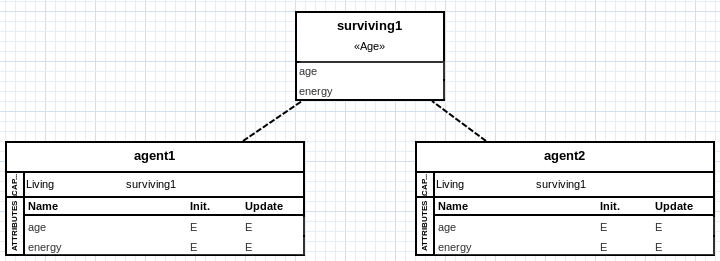 surviving1
«Age»
age
energy
agent1
CAP...
Living surviving1
ATTRIBUTES
Name Init. Update
age E E
energy E E
agent2
CAP...
Living surviving1
ATTRIBUTES
Name Init. Update
age E E
energy E E